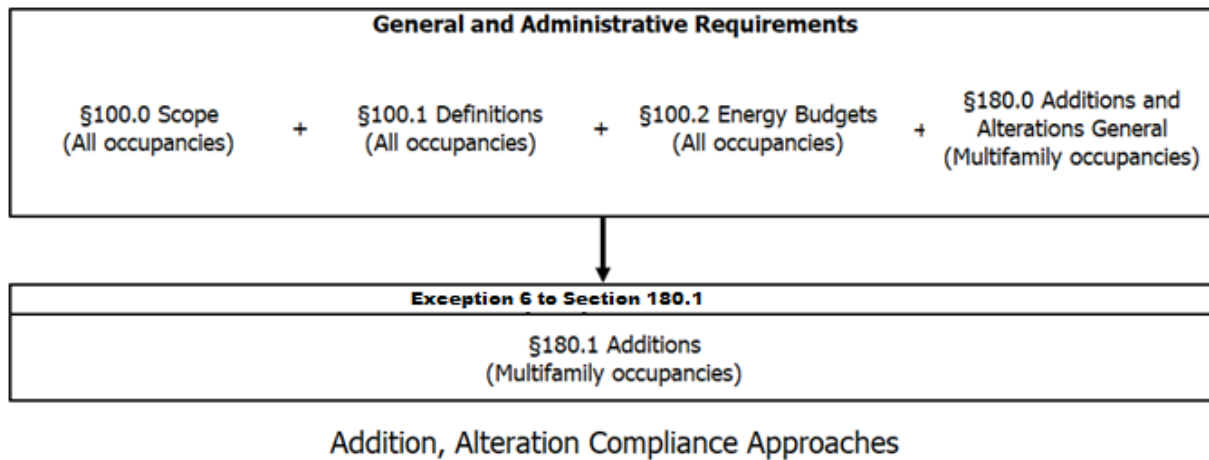 General and Administrative Requirements
§100.0 Scope
(All occupancies)
+
§100.1 Definitions
(All occupancies)
+
§100.2 Energy Budgets
(All occupancies)
+
§180.0 Additions and
Alterations General
(Multifamily occupancies)
Exception 6 to Section 180.1
§180.1 Additions
(Multifamily occupancies)
Addition, Alteration Compliance Approaches